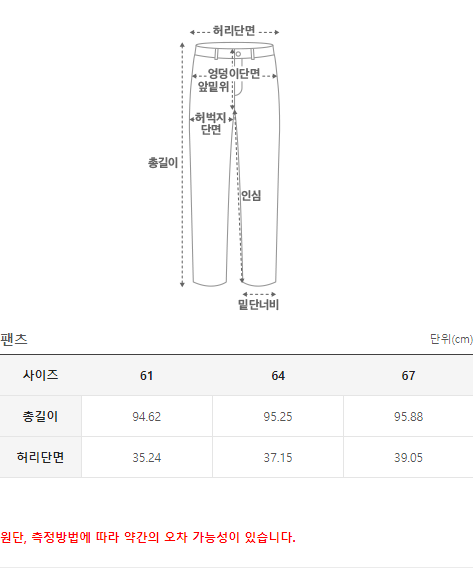 허리단면
엉덩이단면
앞밑위
허벅지
단면
총길이
인심
밑단너비
팬츠 단위(cm)
사이즈 61 64 67
총길이 94.62 95.25 95.88
허리단면 35.24 37.15 39.05
원단, 측정방법에 따라 약간의 오차 가능성이 있습니다.